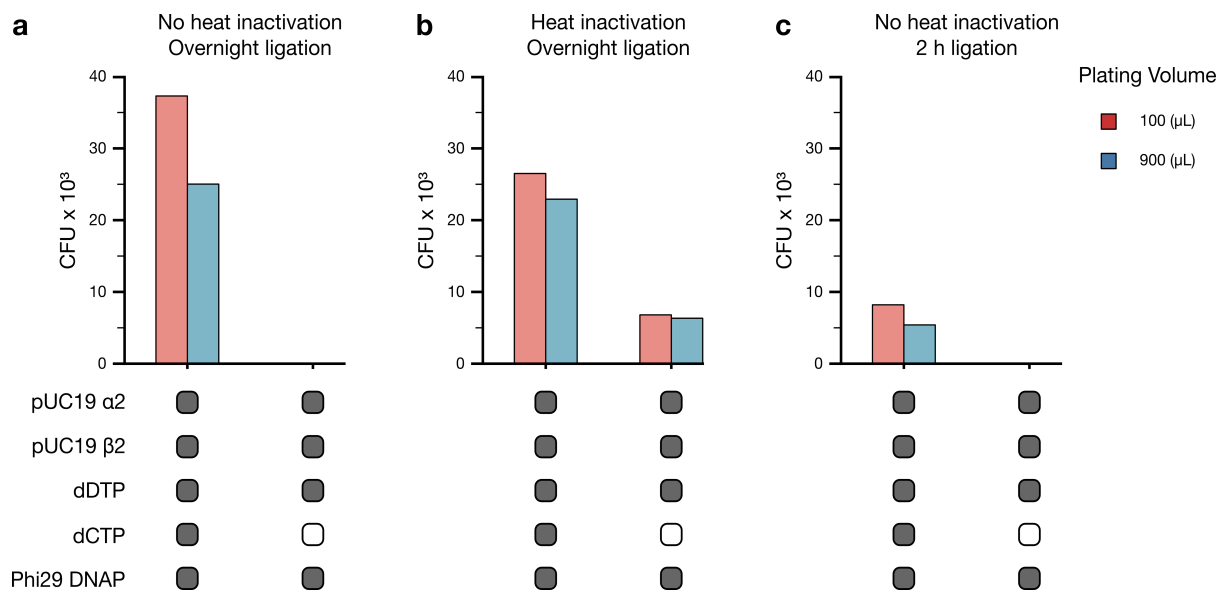 a
No heat inactivation
Overnight ligation
CFU x 10³
40
30
20
10
0
b
Heat inactivation
Overnight ligation
CFU x 10³
40
30
20
10
0
c
No heat inactivation
2 h ligation
CFU x 10³
40
30
20
10
0
Plating Volume
100 (µL)
900 (µL)
pUC19 α2
pUC19 β2
dDTP
dCTP
Phi29 DNAP